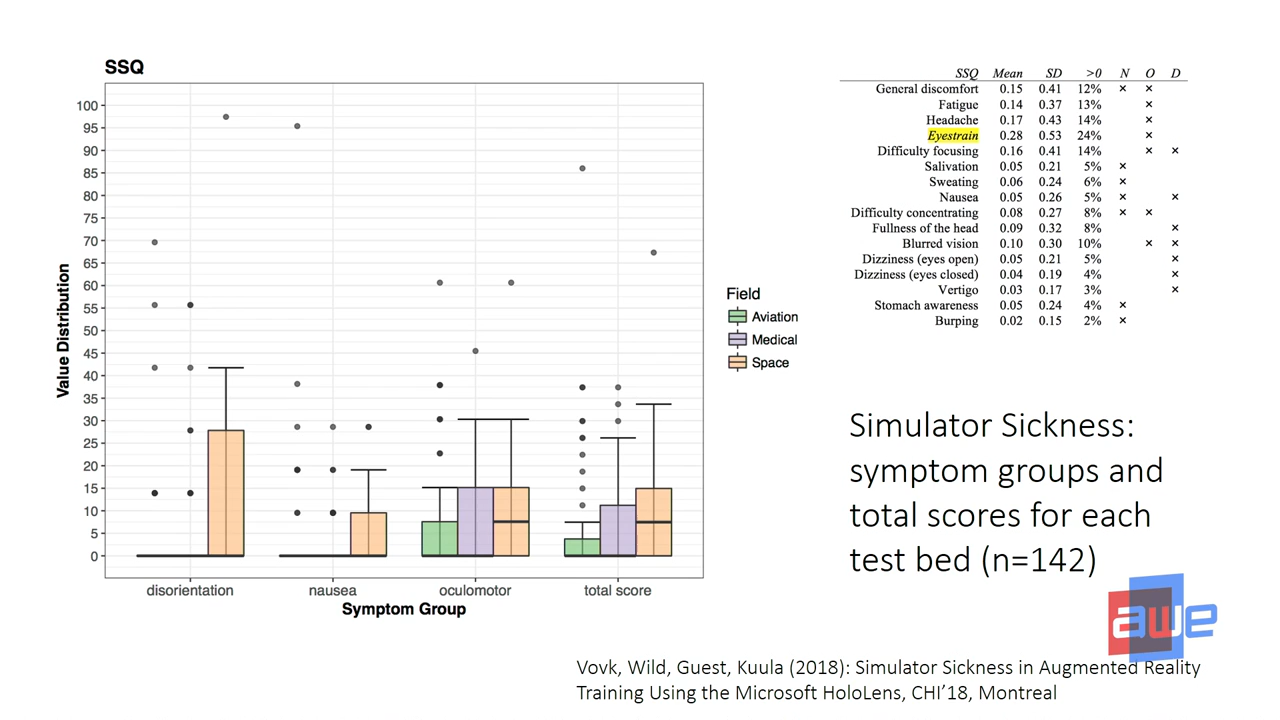 SSQ
100
95
90
85
80
75
70
65
60
55
50
45
40
35
30
25
20
15
10
5
0
Value Distribution
disorientation nausea oculomotor total score
Symptom Group
Field
Aviation
Medical
Space
SSQ Mean SD >0 N O D
General discomfort 0.15 0.41 12% × ×
Fatigue 0.14 0.37 13% ×
Headache 0.17 0.43 14% ×
Eyestrain 0.28 0.53 24% ×
Difficulty focusing 0.16 0.41 14% × ×
Salivation 0.05 0.21 5% ×
Sweating 0.06 0.24 6% ×
Nausea 0.05 0.26 5% × ×
Difficulty concentrating 0.08 0.27 8% × ×
Fullness of the head 0.09 0.32 8% ×
Blurred vision 0.10 0.30 10% × ×
Dizziness (eyes open) 0.05 0.21 5% ×
Dizziness (eyes closed) 0.04 0.19 4% ×
Vertigo 0.03 0.17 3% ×
Stomach awareness 0.05 0.24 4% ×
Burping 0.02 0.15 2% ×
Simulator Sickness:
symptom groups and
total scores for each
test bed (n=142)
awe
Vovk, Wild, Guest, Kuula (2018): Simulator Sickness in Augmented Reality
Training Using the Microsoft HoloLens, CHI’18, Montreal